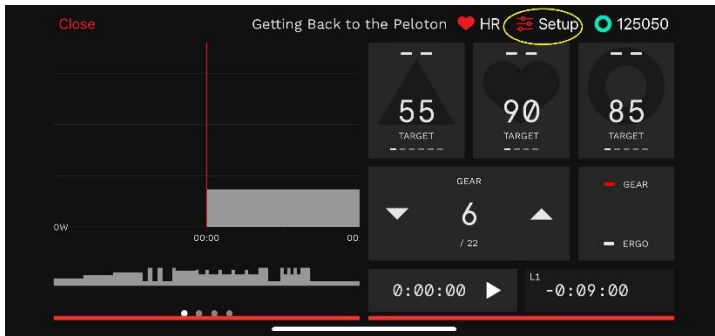 Close Getting Back to the Peloton HR Setup 125050
55 90 85
TARGET TARGET TARGET
GEAR
6
/ 22
GEAR
ERGO
0W
00:00 00
0:00:00
L1
-0:09:00